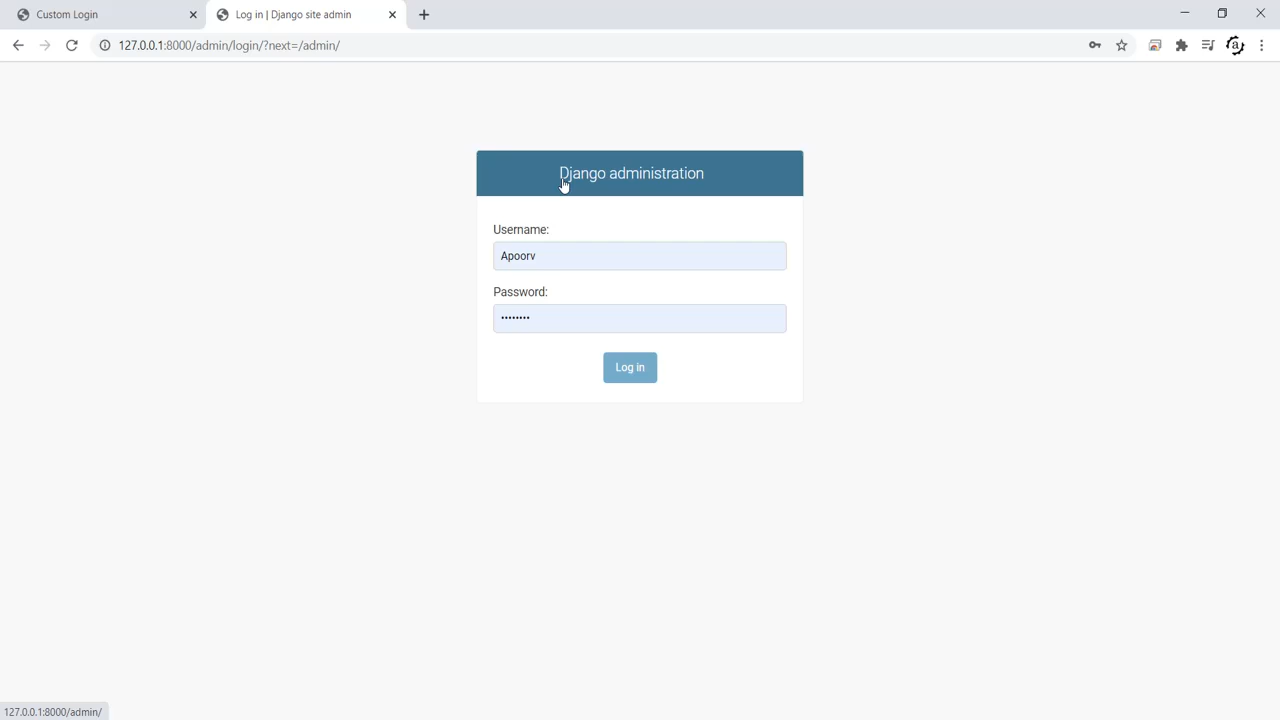 Custom Login
Log in | Django site admin
127.0.0.1:8000/admin/login/?next=/admin/
Django administration
Username:
Apoorv
Password:
••••••••
Log in
127.0.0.1:8000/admin/